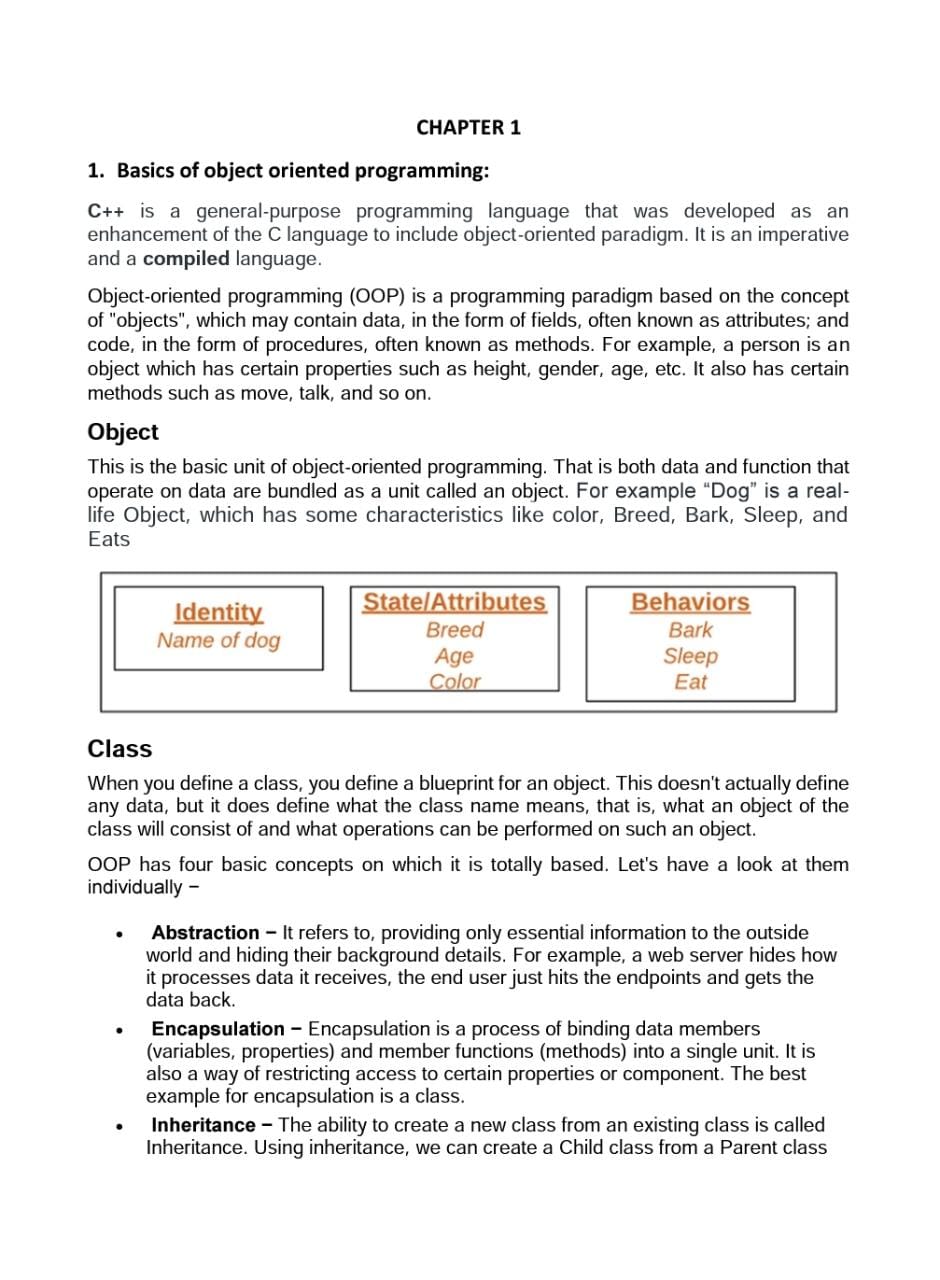 CHAPTER 1
1. Basics of object oriented programming:
C++ is a general-purpose programming language that was developed as an
enhancement of the C language to include object-oriented paradigm. It is an imperative
and a compiled language.
Object-oriented programming (OOP) is a programming paradigm based on the concept
of "objects", which may contain data, in the form of fields, often known as attributes; and
code, in the form of procedures, often known as methods. For example, a person is an
object which has certain properties such as height, gender, age, etc. It also has certain
methods such as move, talk, and so on.
Object
This is the basic unit of object-oriented programming. That is both data and function that
operate on data are bundled as a unit called an object. For example “Dog” is a real-
life Object, which has some characteristics like color, Breed, Bark, Sleep, and
Eats
Identity
Name of dog
State/Attributes
Breed
Age
Color
Behaviors
Bark
Sleep
Eat
Class
When you define a class, you define a blueprint for an object. This doesn't actually define
any data, but it does define what the class name means, that is, what an object of the
class will consist of and what operations can be performed on such an object.
OOP has four basic concepts on which it is totally based. Let's have a look at them
individually −
• Abstraction − It refers to, providing only essential information to the outside
world and hiding their background details. For example, a web server hides how
it processes data it receives, the end user just hits the endpoints and gets the
data back.
• Encapsulation − Encapsulation is a process of binding data members
(variables, properties) and member functions (methods) into a single unit. It is
also a way of restricting access to certain properties or component. The best
example for encapsulation is a class.
• Inheritance − The ability to create a new class from an existing class is called
Inheritance. Using inheritance, we can create a Child class from a Parent class